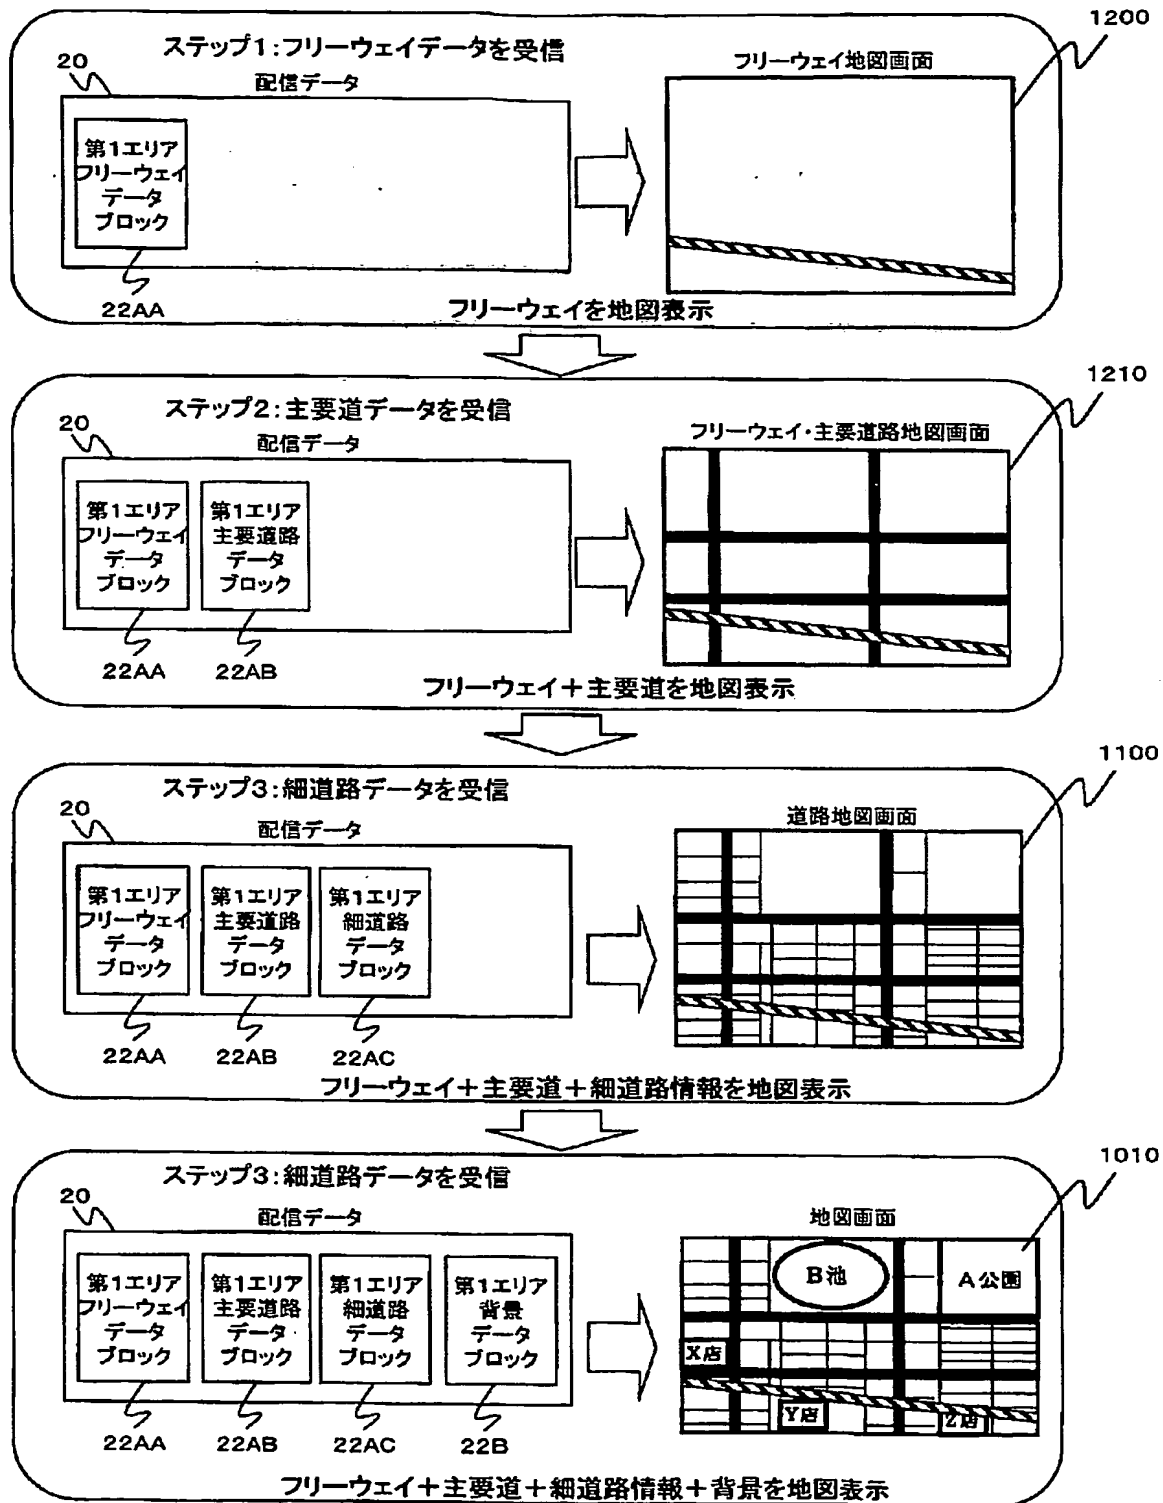 1200
ステップ1:フリーウェイデータを受信
20
配信データ
フリーウェイ地図画面
第1エリア
フリーウェイ
データ
ブロック
22AA
フリーウェイを地図表示
1210
ステップ2:主要道データを受信
20
配信データ
フリーウェイ・主要道路地図画面
第1エリア
フリーウェイ
データ
ブロック
第1エリア
主要道路
データ
ブロック
22AA
22AB
フリーウェイ+主要道を地図表示
1100
ステップ3:細道路データを受信
20
配信データ
道路地図画面
第1エリア
フリーウェイ
データ
ブロック
第1エリア
主要道路
データ
ブロック
第1エリア
細道路
データ
ブロック
22AA
22AB
22AC
フリーウェイ+主要道+細道路情報を地図表示
1010
ステップ3:細道路データを受信
20
配信データ
地図画面
第1エリア
フリーウェイ
データ
ブロック
第1エリア
主要道路
データ
ブロック
第1エリア
細道路
データ
ブロック
第1エリア
背景
データ
ブロック
B池
A公園
X店
Y店
Z店
22AA
22AB
22AC
22B
フリーウェイ+主要道+細道路情報+背景を地図表示